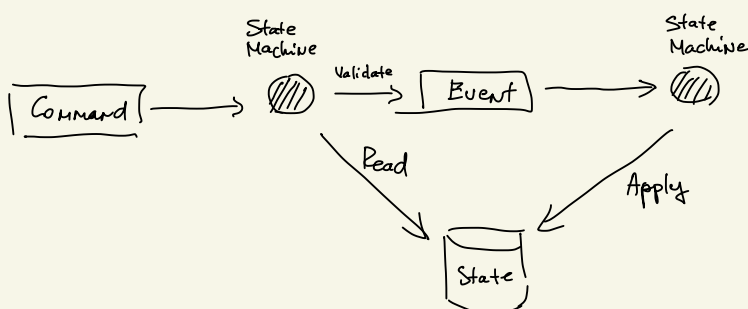 State
Machine
State
Machine
Validate
Command
Event
Read
Apply
State